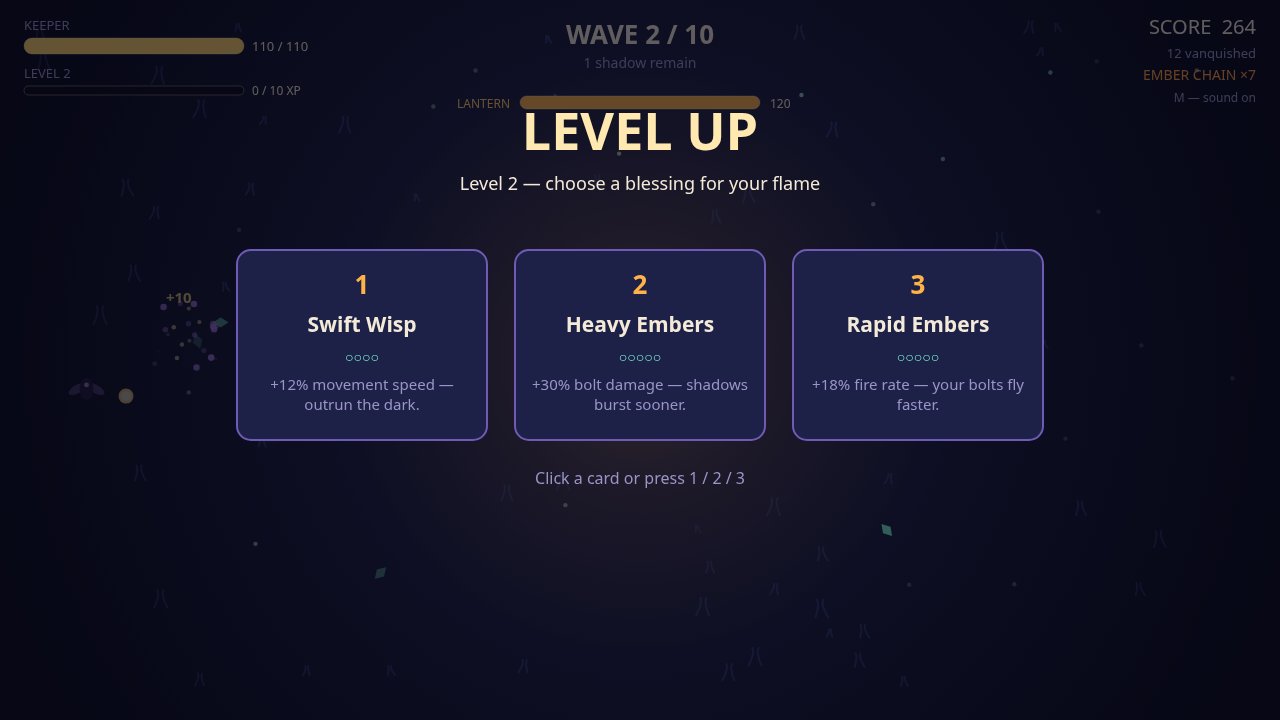 KEEPER
110 / 110
LEVEL 2
0 / 10 XP
WAVE 2 / 10
1 shadow remain
LANTERN
120
SCORE 264
12 vanquished
EMBER CHAIN ×7
M — sound on
LEVEL UP
Level 2 — choose a blessing for your flame
+10
1
Swift Wisp
+12% movement speed —
outrun the dark.
2
Heavy Embers
+30% bolt damage — shadows
burst sooner.
3
Rapid Embers
+18% fire rate — your bolts fly
faster.
Click a card or press 1 / 2 / 3